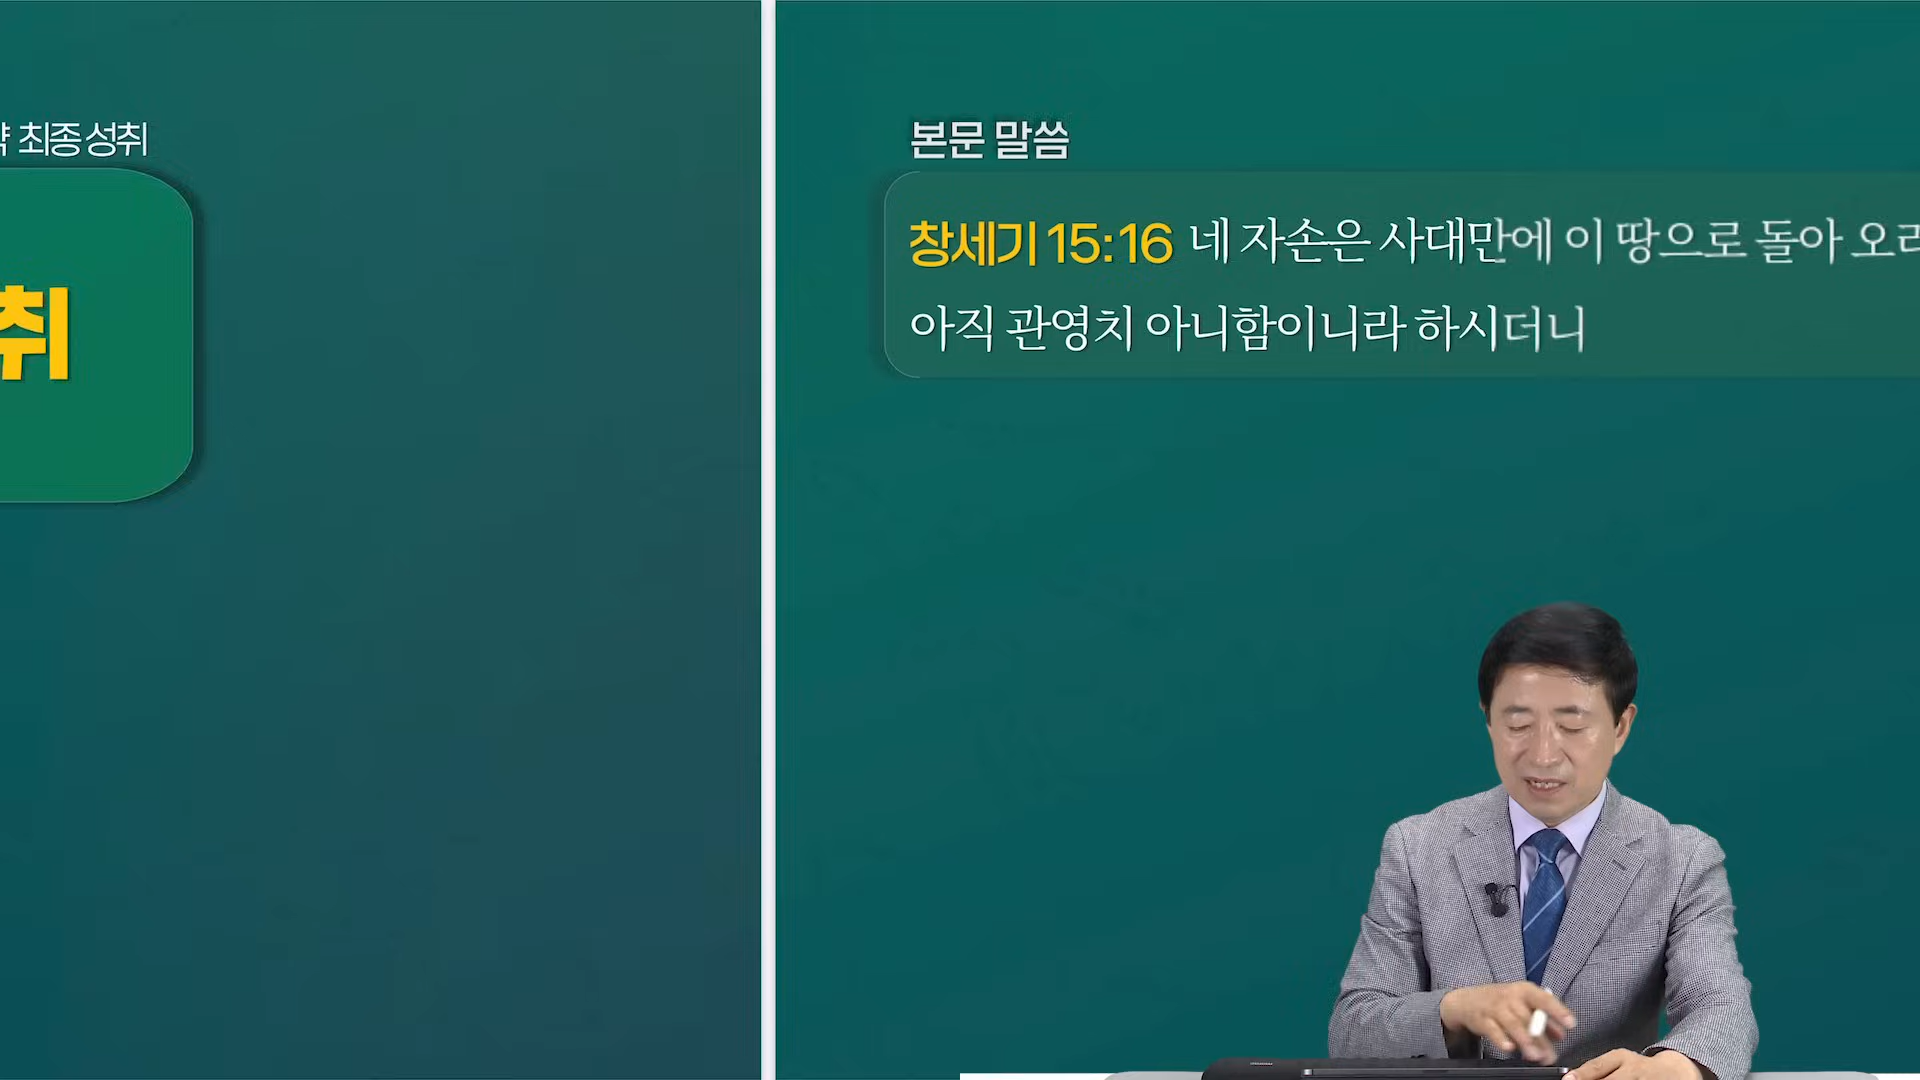 최종성취
취
본문 말씀
창세기 15:16 네 자손은 사대만에 이 땅으로 돌아
아직 관영치 아니함이니라 하시더니